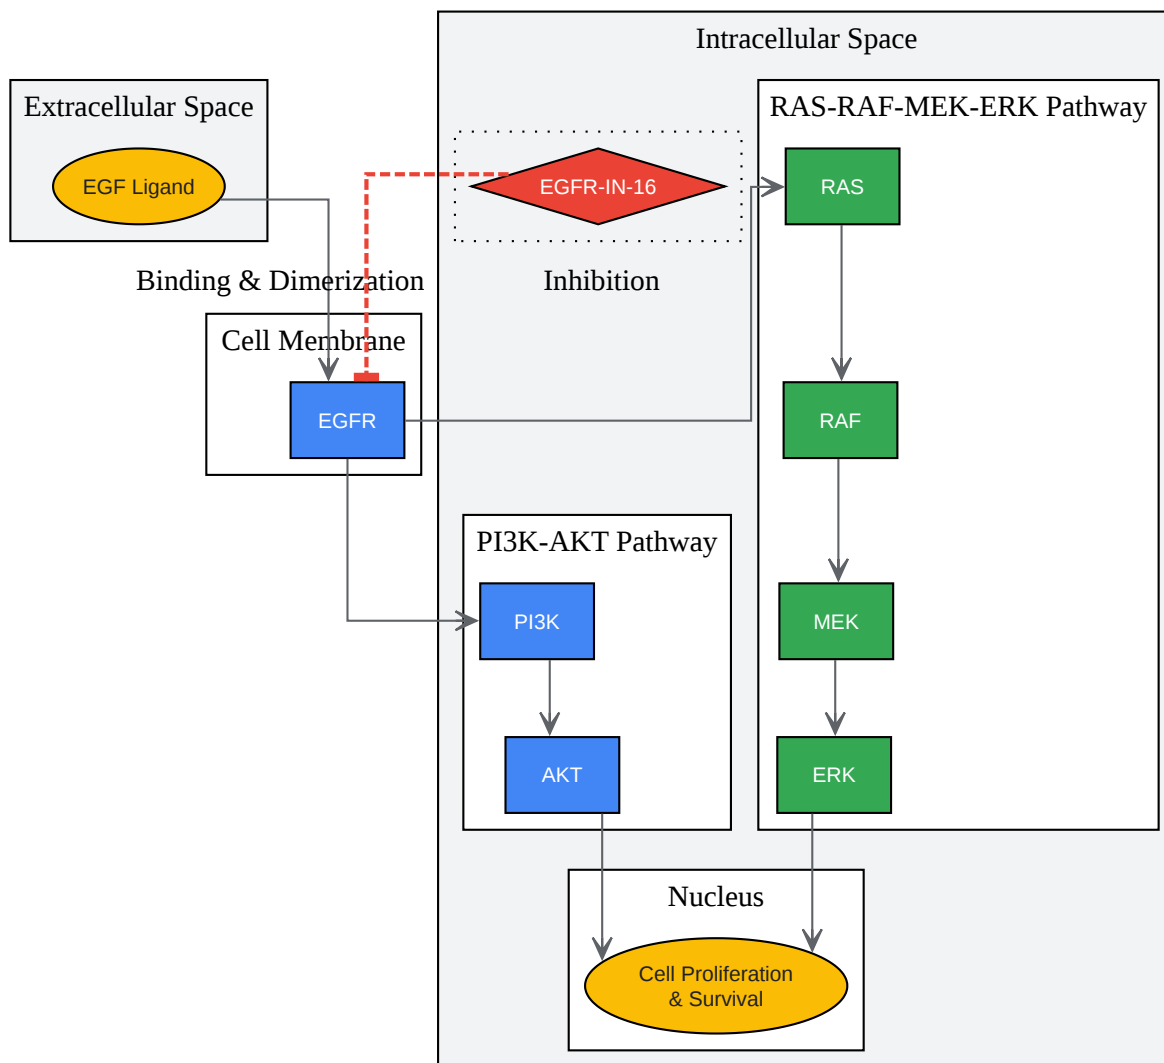 Intracellular Space
Extracellular Space
RAS-RAF-MEK-ERK Pathway
EGF Ligand
EGFR-IN-16
RAS
Binding & Dimerization
Inhibition
Cell Membrane
EGFR
RAF
PI3K-AKT Pathway
PI3K
MEK
AKT
ERK
Nucleus
Cell Proliferation
& Survival